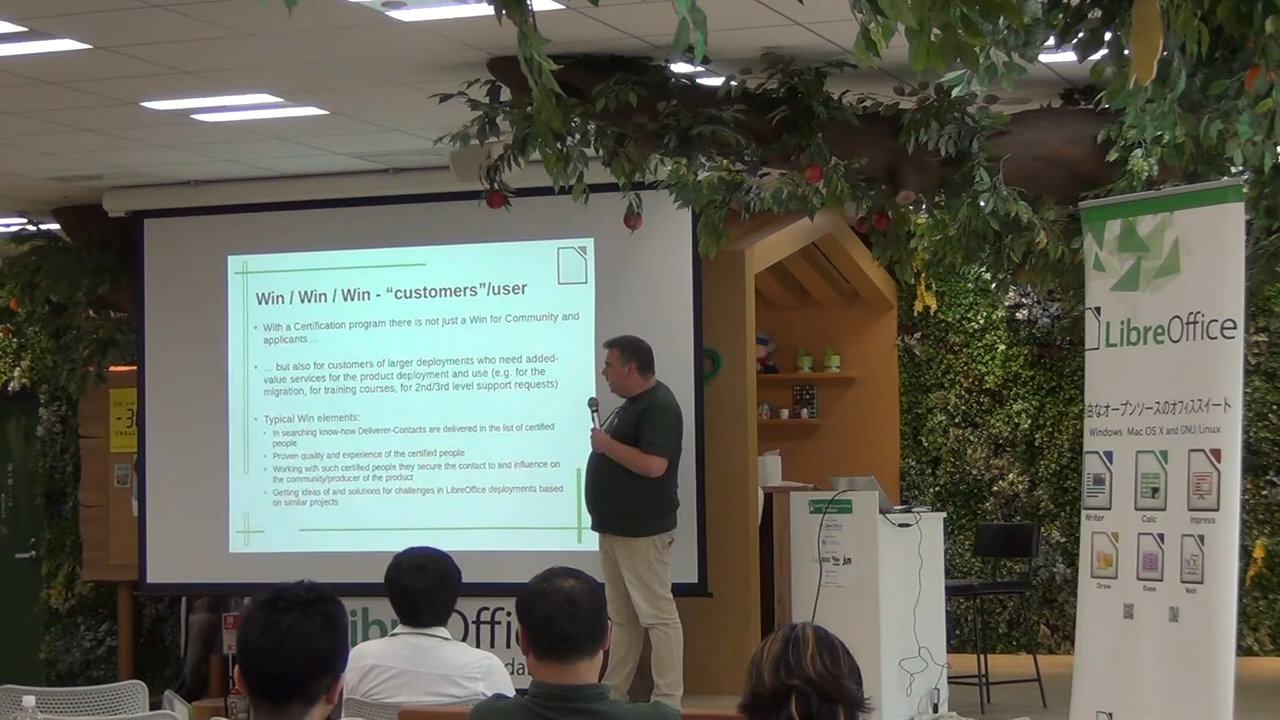 Win / Win / Win - “customers”/user
With a Certification program there is not just a Win for Community and
applicants ...
... but also for customers of larger deployments who need added-
value services for the product deployment and use (e.g. for the
migration, for training courses, for 2nd/3rd level support requests)
Typical Win elements:
In searching know-how Deliverer-Contacts are delivered in the list of certified
people
Proven quality and experience of the certified people
Working with such certified people they secure the contact to and influence on
the community/producer of the product
Getting ideas of and solutions for challenges in LibreOffice deployments based
on similar projects
LibreOffice
由なオープンソースのオフィススイート
Windows Mac OS X and GNU/Linux
Writer Calc Impress
Draw Base Math
jus